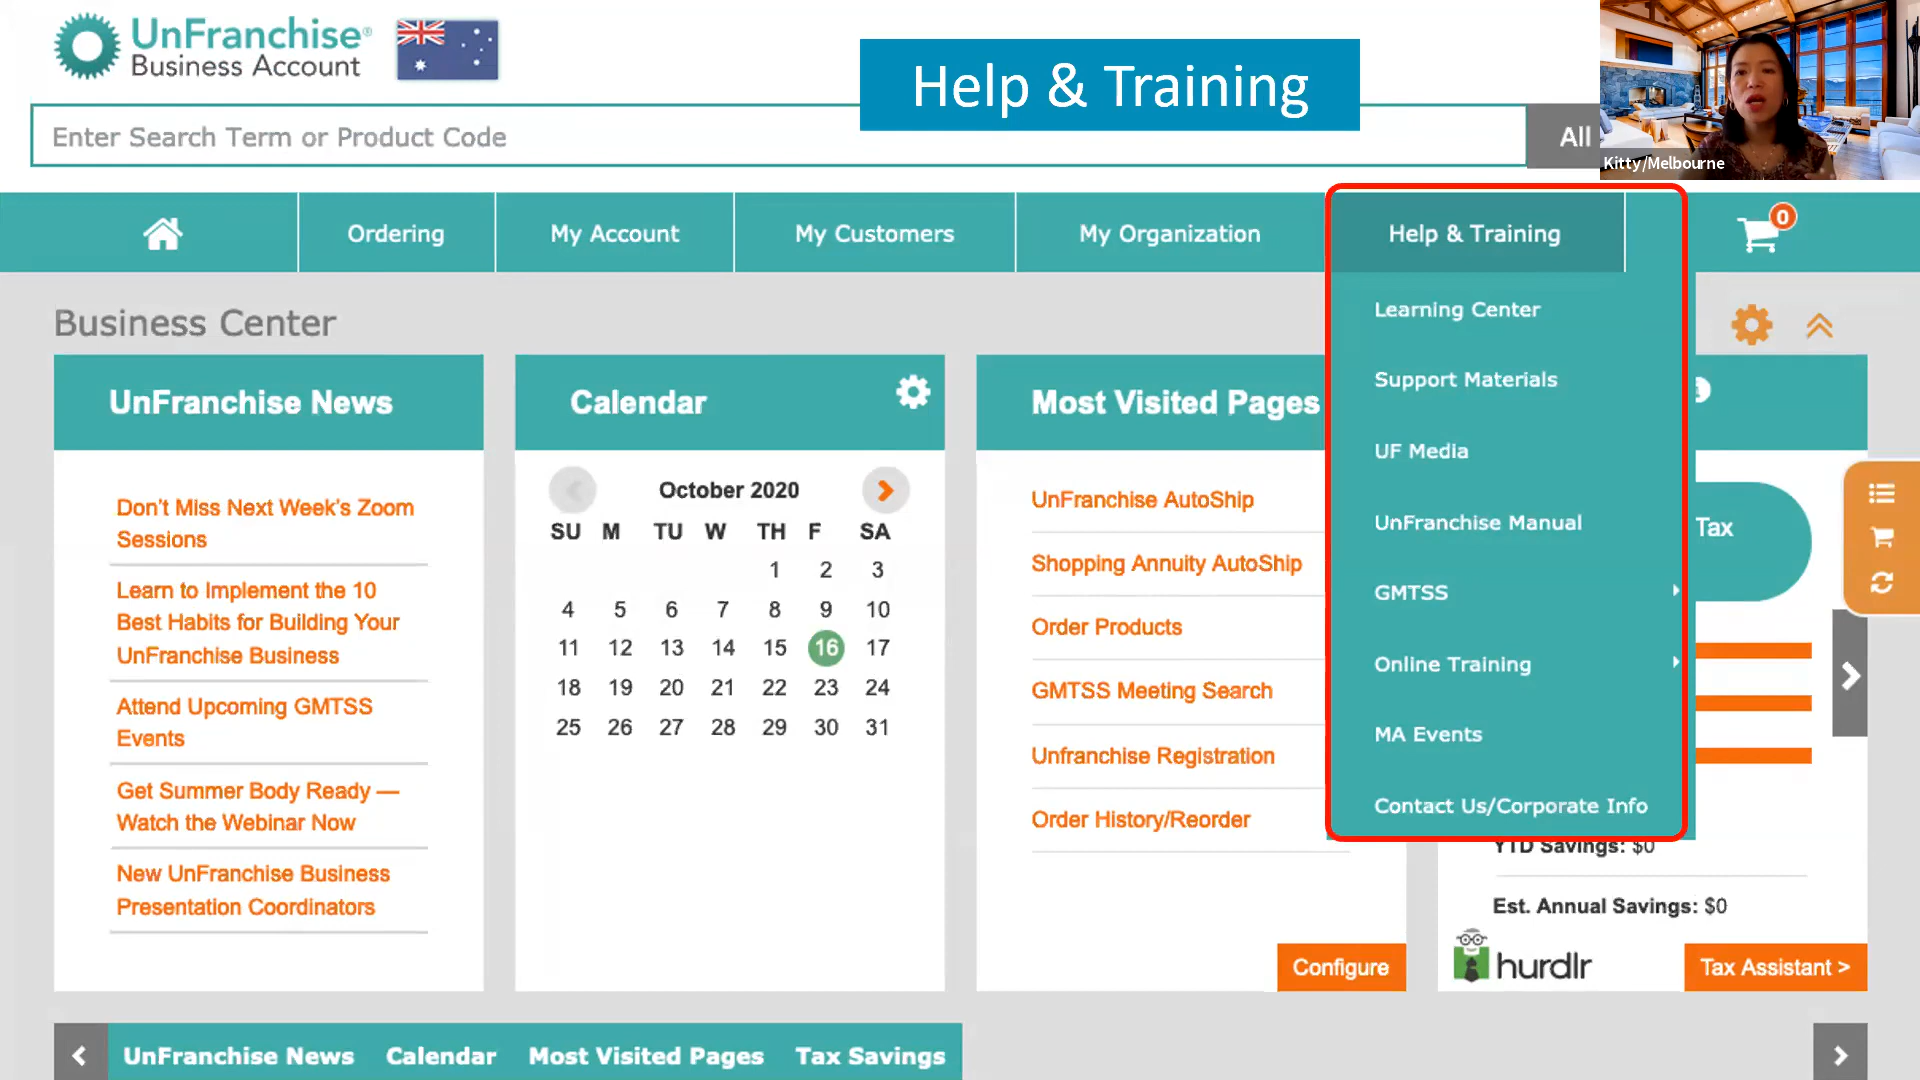 UnFranchise®
Business Account
Help & Training
Enter Search Term or Product Code
All
Kitty/Melbourne
Ordering
My Account
My Customers
My Organization
Help & Training
0
Learning Center
Support Materials
UF Media
UnFranchise Manual
GMTSS
Online Training
MA Events
Contact Us/Corporate Info
Business Center
UnFranchise News
Don't Miss Next Week's Zoom
Sessions
Learn to Implement the 10
Best Habits for Building Your
UnFranchise Business
Attend Upcoming GMTSS
Events
Get Summer Body Ready —
Watch the Webinar Now
New UnFranchise Business
Presentation Coordinators
Calendar
October 2020
SU M TU W TH F SA
1 2 3
4 5 6 7 8 9 10
11 12 13 14 15 16 17
18 19 20 21 22 23 24
25 26 27 28 29 30 31
Most Visited Pages
UnFranchise AutoShip
Shopping Annuity AutoShip
Order Products
GMTSS Meeting Search
Unfranchise Registration
Order History/Reorder
Configure
Tax
YTD Savings: $0
Est. Annual Savings: $0
hurdlr
Tax Assistant >
UnFranchise News
Calendar
Most Visited Pages
Tax Savings